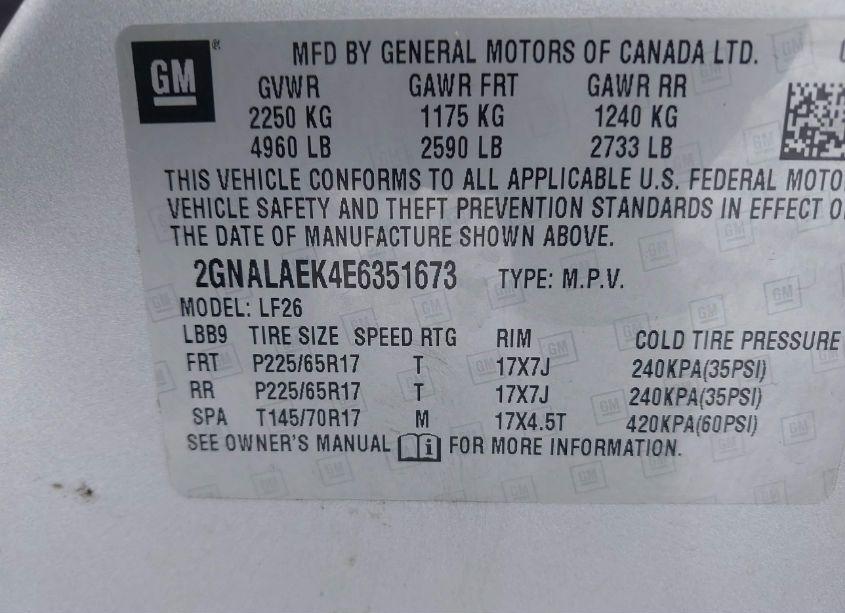 GM ® MFD BY GENERAL MOTORS OF CANADA LTD.
GVWR GAWR FRT GAWR RR
2250 KG 1175 KG 1240 KG
4960 LB 2590 LB 2733 LB
THIS VEHICLE CONFORMS TO ALL APPLICABLE U.S. FEDERAL MOTO
VEHICLE SAFETY AND THEFT PREVENTION STANDARDS IN EFFECT O
THE DATE OF MANUFACTURE SHOWN ABOVE.
2GNALAEK4E6351673 TYPE: M.P.V.
MODEL: LF26
LBB9 TIRE SIZE SPEED RTG RIM COLD TIRE PRESSURE
FRT P225/65R17 T 17X7J 240KPA(35PSI)
RR P225/65R17 T 17X7J 240KPA(35PSI)
SPA T145/70R17 M 17X4.5T 420KPA(60PSI)
SEE OWNER'S MANUAL i FOR MORE INFORMATION.